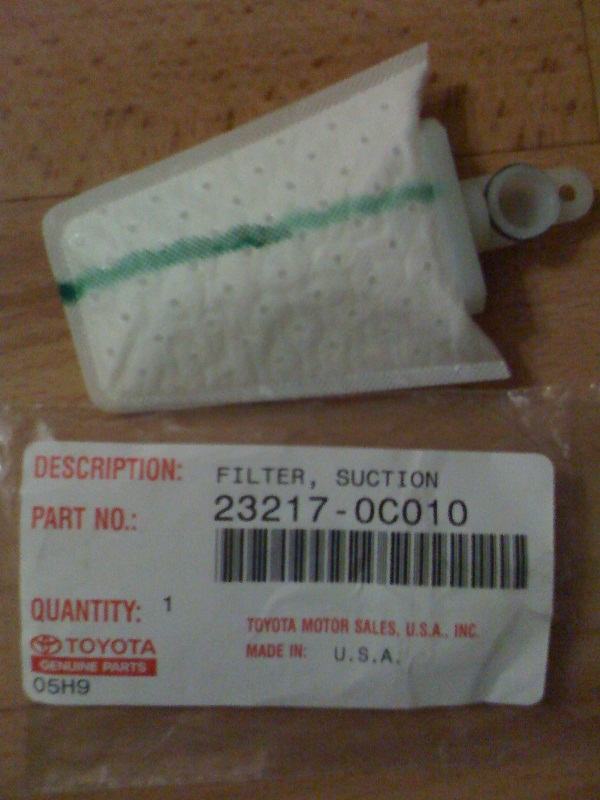 DESCRIPTION: FILTER, SUCTION
PART NO.: 23217-0C010
QUANTITY: 1
TOYOTA MOTOR SALES, U.S.A., INC.
TOYOTA
MADE IN: U.S.A.
GENUINE PARTS
05H9